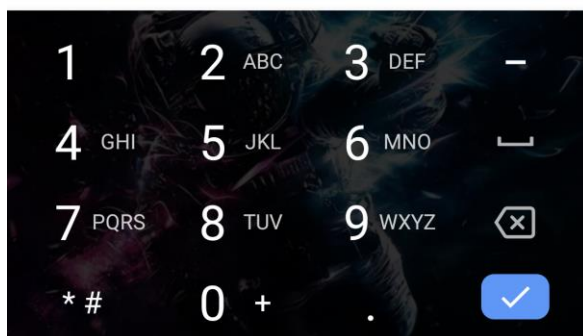 1 2 ABC 3 DEF -
4 GHI 5 JKL 6 MNO
7 PQRS 8 TUV 9 WXYZ
* # 0 + .